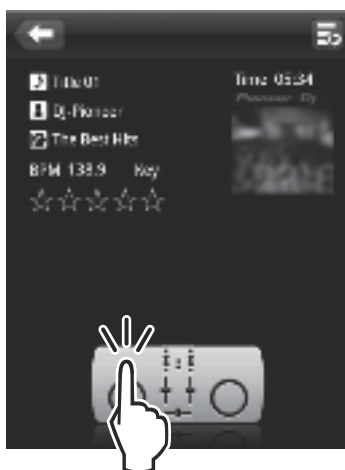 Title 01
Time 05:34
DJ-Pioneer
Pioneer Dj
The Best Hits
BPM 138.9 Key